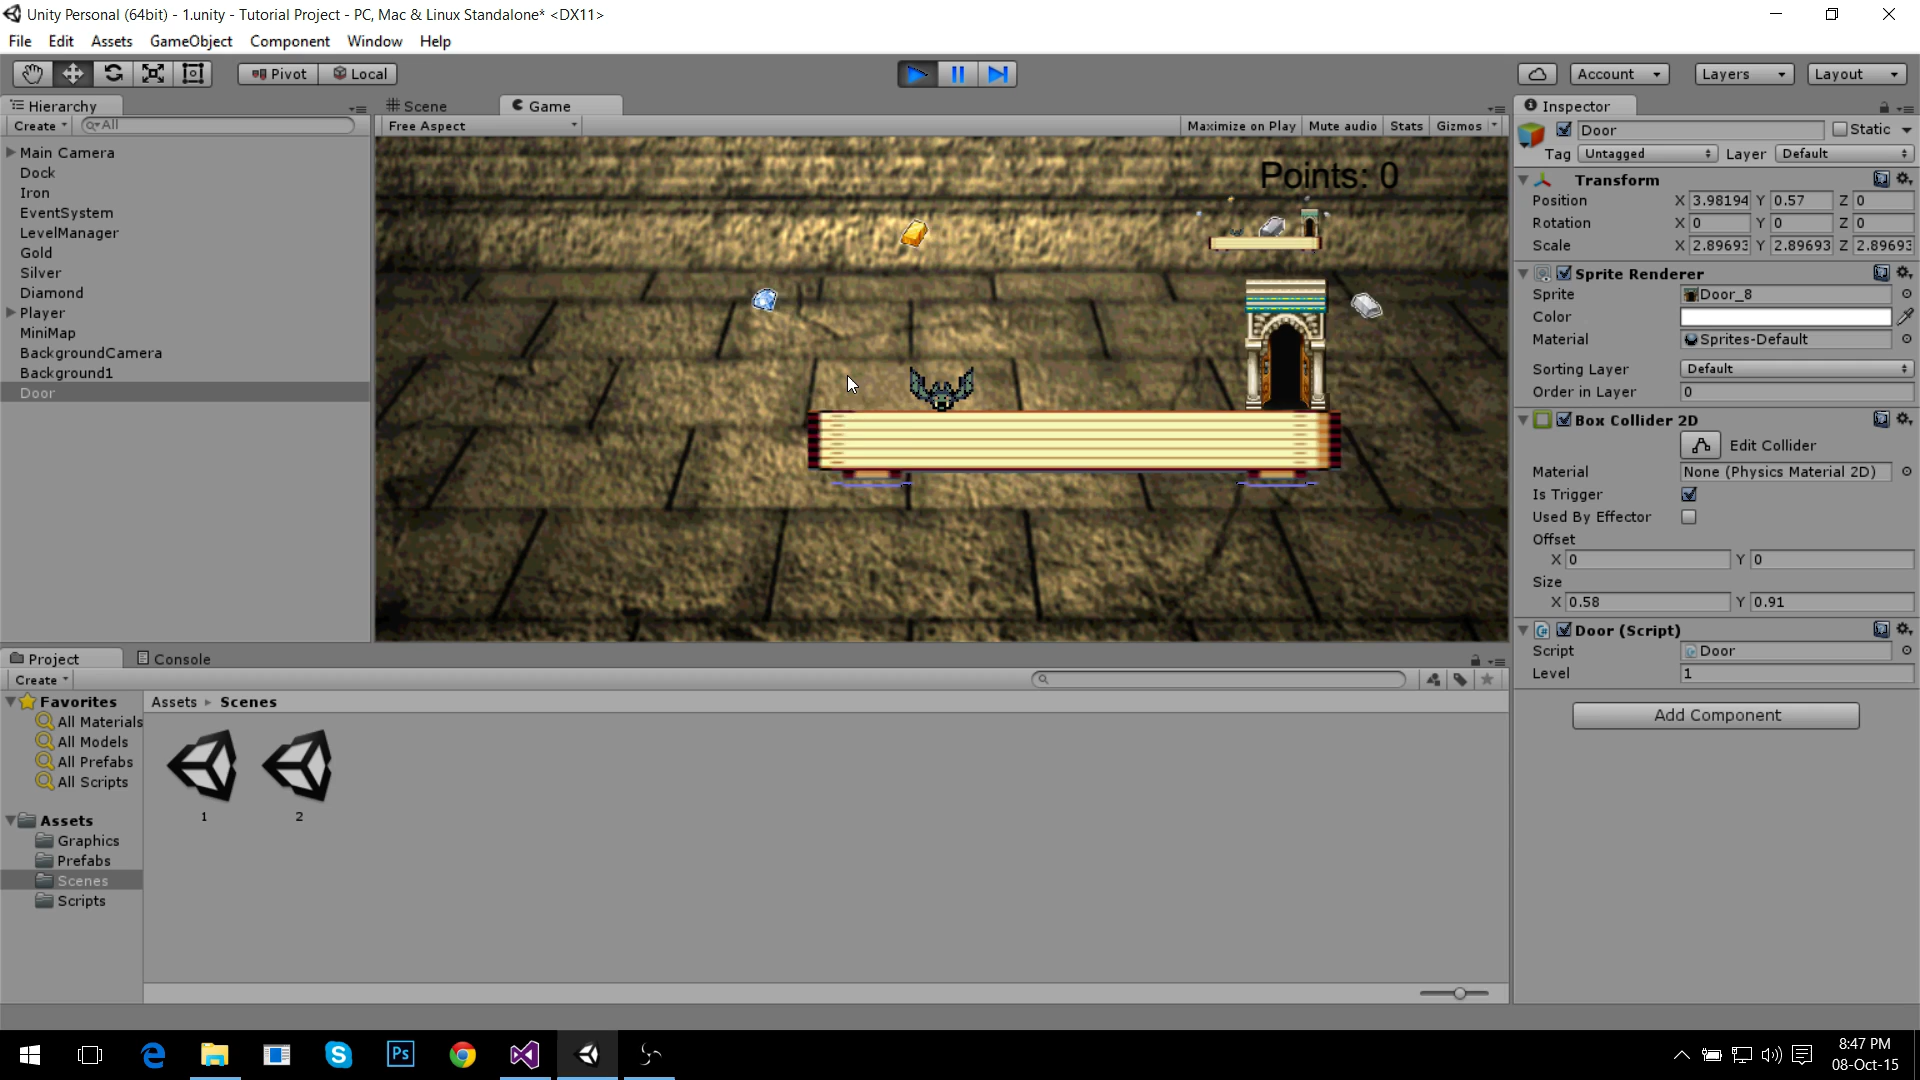 Unity Personal (64bit) - 1.unity - Tutorial Project - PC, Mac & Linux Standalone* <DX11>
File Edit Assets GameObject Component Window Help
Pivot Local Account Layers Layout
Hierarchy
Create All
Main Camera
Dock
Iron
EventSystem
LevelManager
Gold
Silver
Diamond
Player
MiniMap
BackgroundCamera
Background1
Door
Scene Game
Free Aspect Maximize on Play Mute audio Stats Gizmos
Points: 0
Inspector
Door Static
Tag Untagged Layer Default
Transform
Position X 3.98194 Y 0.57 Z 0
Rotation X 0 Y 0 Z 0
Scale X 2.89693 Y 2.89693 Z 2.89693
Sprite Renderer
Sprite Door_8
Color
Material Sprites-Default
Sorting Layer Default
Order in Layer 0
Box Collider 2D
Edit Collider
Material None (Physics Material 2D)
Is Trigger
Used By Effector
Offset
X 0 Y 0
Size
X 0.58 Y 0.91
Door (Script)
Script Door
Level 1
Add Component
Project Console
Create
Favorites
All Materials
All Models
All Prefabs
All Scripts
Assets
Graphics
Prefabs
Scenes
Scripts
Assets Scenes
1 2
Ps
8:47 PM
08-Oct-15